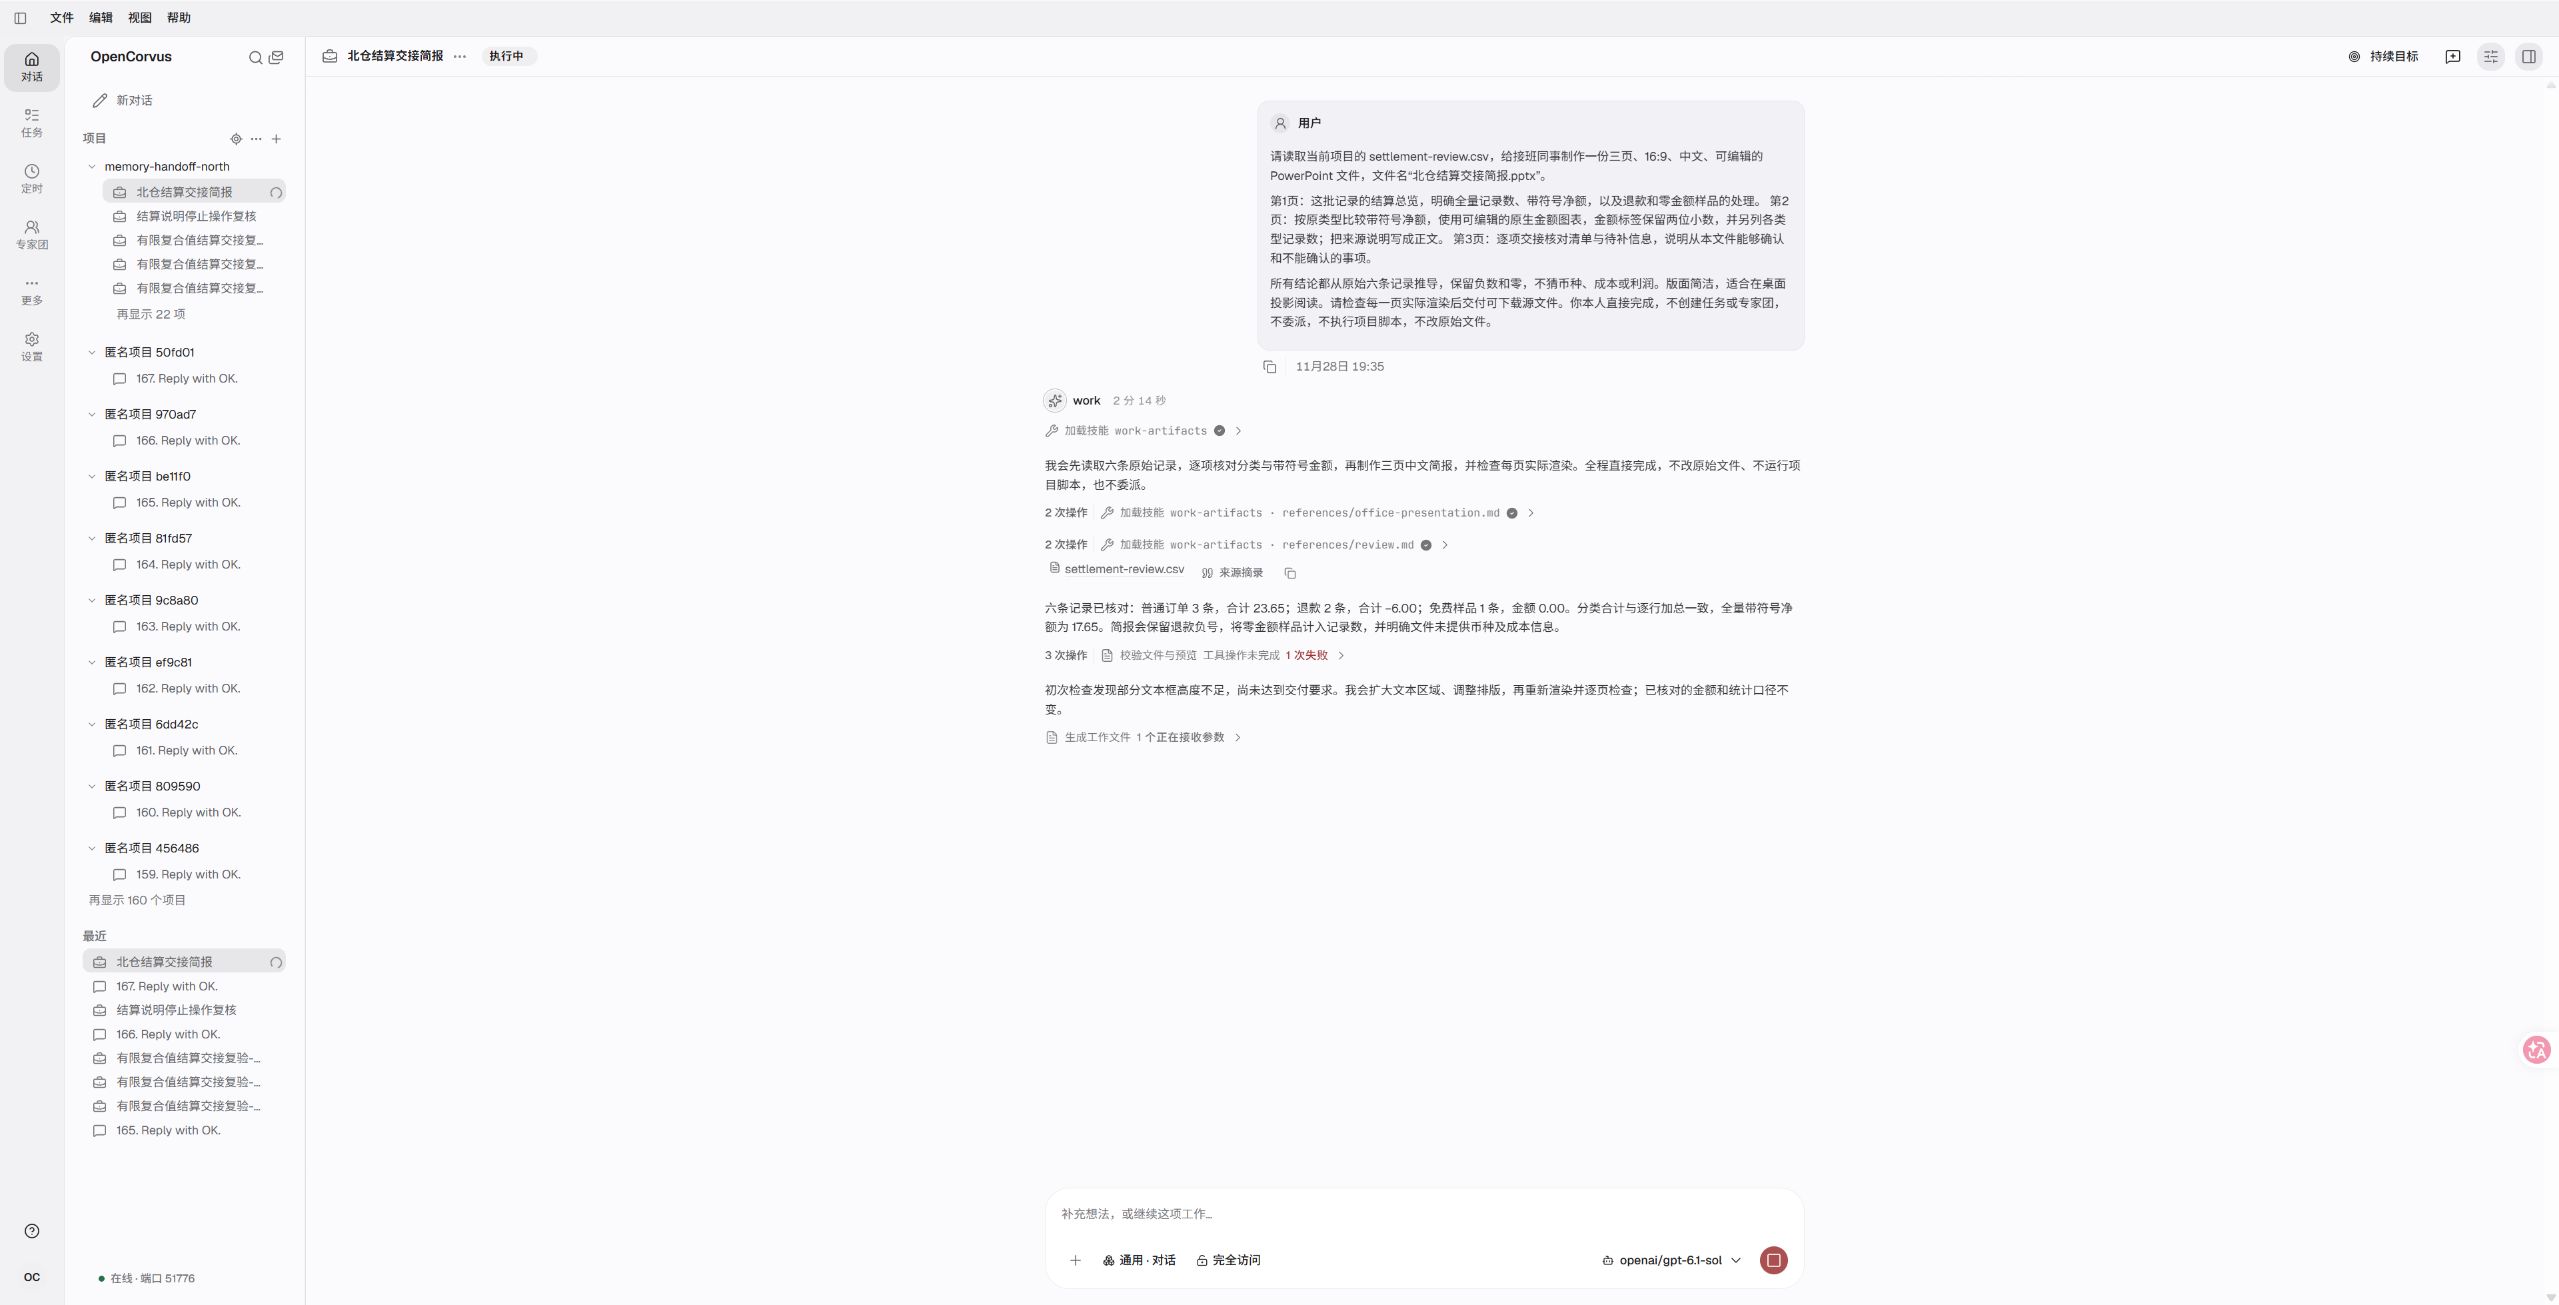 文件 编辑 视图 帮助
对话
任务
定时
专家团
更多
设置
OC
OpenCorvus
新对话
项目
memory-handoff-north
北仓结算交接简报
结算说明停止操作复核
有限复合值结算交接复...
有限复合值结算交接复...
有限复合值结算交接复...
再显示 22 项
匿名项目 50fd01
167. Reply with OK.
匿名项目 970ad7
166. Reply with OK.
匿名项目 be11f0
165. Reply with OK.
匿名项目 81fd57
164. Reply with OK.
匿名项目 9c8a80
163. Reply with OK.
匿名项目 ef9c81
162. Reply with OK.
匿名项目 6dd42c
161. Reply with OK.
匿名项目 809590
160. Reply with OK.
匿名项目 456486
159. Reply with OK.
再显示 160 个项目
最近
北仓结算交接简报
167. Reply with OK.
结算说明停止操作复核
166. Reply with OK.
有限复合值结算交接复验-...
有限复合值结算交接复验-...
有限复合值结算交接复验-...
165. Reply with OK.
在线 · 端口 51776
北仓结算交接简报 ··· 执行中
持续目标
用户
请读取当前项目的 settlement-review.csv，给接班同事制作一份三页、16:9、中文、可编辑的
PowerPoint 文件，文件名“北仓结算交接简报.pptx”。
第1页：这批记录的结算总览，明确全量记录数、带符号净额，以及退款和零金额样品的处理。 第2
页：按原类型比较带符号净额，使用可编辑的原生金额图表，金额标签保留两位小数，并另列各类
型记录数；把来源说明写成正文。 第3页：逐项交接核对清单与待补信息，说明从本文件能够确认
和不能确认的事项。
所有结论都从原始六条记录推导，保留负数和零，不猜币种、成本或利润。版面简洁，适合在桌面
投影阅读。请检查每一页实际渲染后交付可下载源文件。你本人直接完成，不创建任务或专家团，
不委派，不执行项目脚本，不改原始文件。
11月28日 19:35
work 2 分 14 秒
加载技能 work-artifacts
我会先读取六条原始记录，逐项核对分类与带符号金额，再制作三页中文简报，并检查每页实际渲染。全程直接完成，不改原始文件、不运行项
目脚本，也不委派。
2 次操作 加载技能 work-artifacts · references/office-presentation.md
2 次操作 加载技能 work-artifacts · references/review.md
settlement-review.csv 来源摘录
六条记录已核对：普通订单 3 条，合计 23.65；退款 2 条，合计 −6.00；免费样品 1 条，金额 0.00。分类合计与逐行加总一致，全量带符号净
额为 17.65。简报会保留退款负号，将零金额样品计入记录数，并明确文件未提供币种及成本信息。
3 次操作 校验文件与预览 工具操作未完成 1 次失败
初次检查发现部分文本框高度不足，尚未达到交付要求。我会扩大文本区域、调整排版，再重新渲染并逐页检查；已核对的金额和统计口径不
变。
生成工作文件 1 个正在接收参数
补充想法，或继续这项工作...
通用 · 对话 完全访问 openai/gpt-6.1-sol